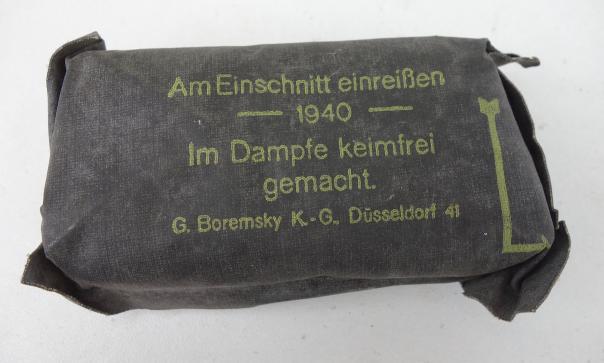 Am Einschnitt einreißen
— 1940 —
Im Dampfe keimfrei
gemacht.
G. Boremsky K.-G., Düsseldorf 41